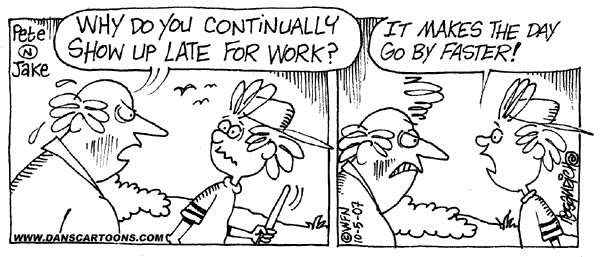 Pete
N
Jake
WHY DO YOU CONTINUALLY
SHOW UP LATE FOR WORK?
WWW.DANSCARTOONS.COM
IT MAKES THE DAY
GO BY FASTER!
©WFN
10-5-07
ROSANDICH ©